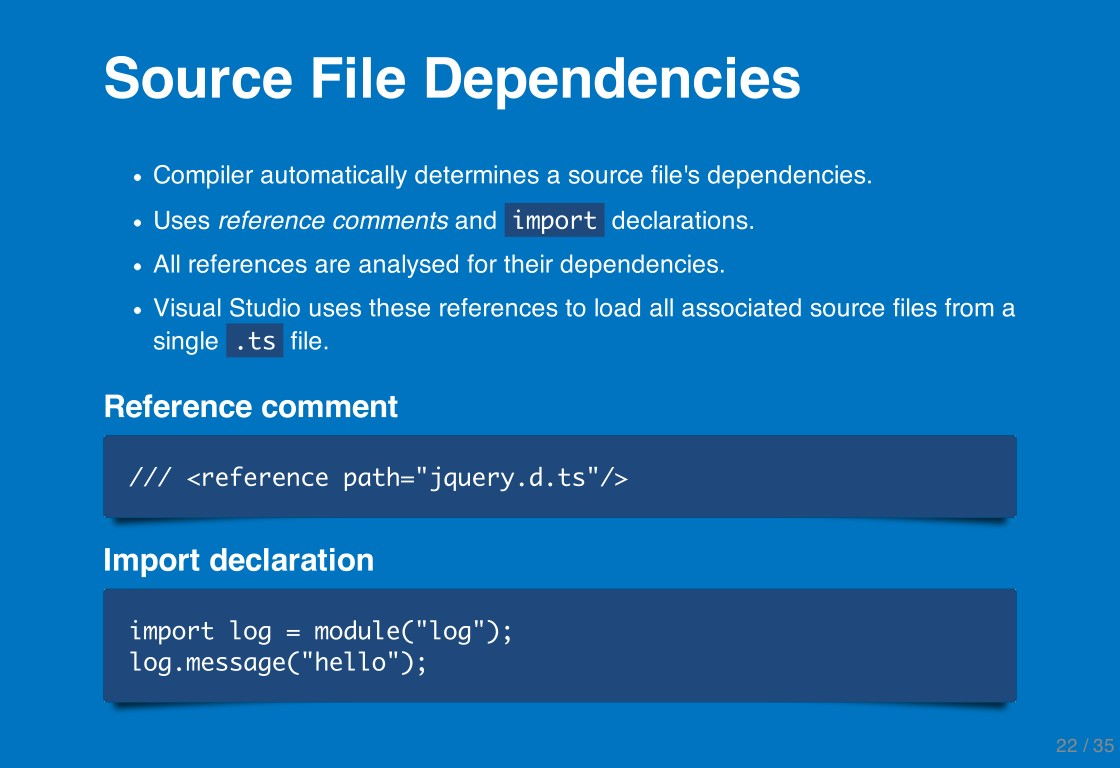 Source File Dependencies
• Compiler automatically determines a source file's dependencies.
• Uses reference comments and import declarations.
• All references are analysed for their dependencies.
• Visual Studio uses these references to load all associated source files from a
single .ts file.
Reference comment
/// <reference path="jquery.d.ts"/>
Import declaration
import log = module("log");
log.message("hello");
22 / 35